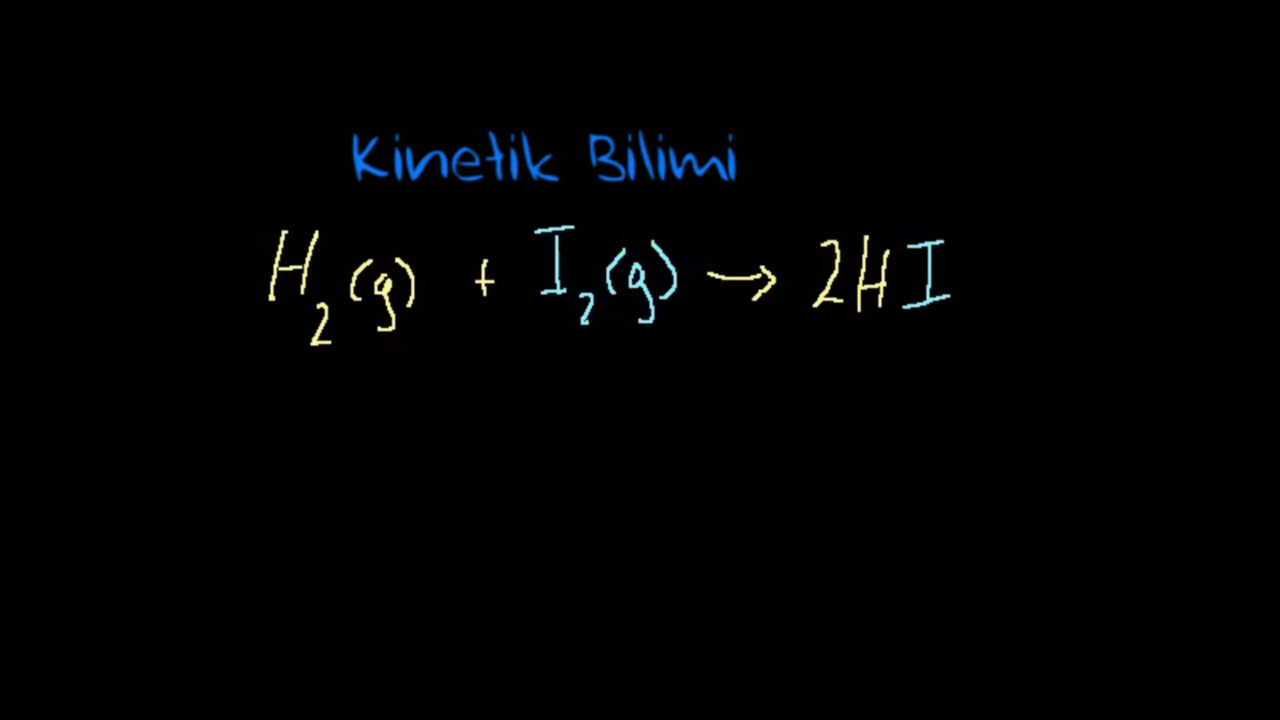 Kinetik Bilimi
H₂(g) + I₂(g) → 2HI